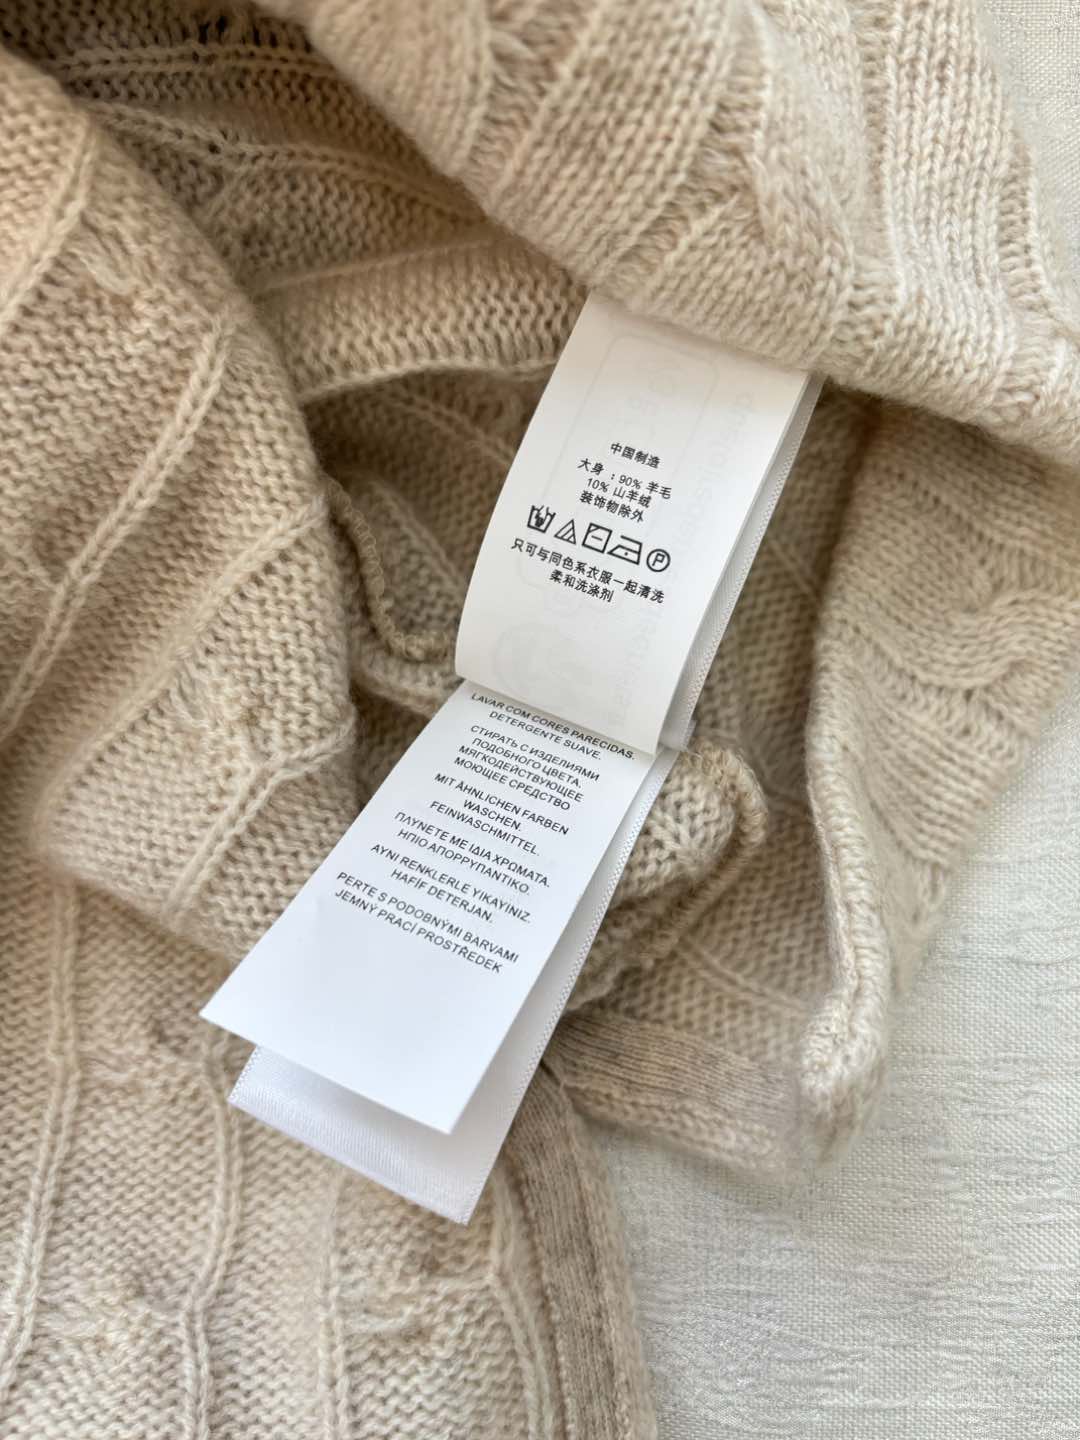 中国制造
大身：90% 羊毛
10% 山羊绒
装饰物除外
P
只可与同色系衣服一起清洗
柔和洗涤剂
LAVAR COM CORES PARECIDAS.
DETERGENTE SUAVE.
СТИРАТЬ С ИЗДЕЛИЯМИ
ПОДОБНОГО ЦВЕТА.
МЯГКОДЕЙСТВУЮЩЕЕ
МОЮЩЕЕ СРЕДСТВО
MIT ÄHNLICHEN FARBEN
WASCHEN.
FEINWASCHMITTEL.
ΠΛΥΝΕΤΕ ΜΕ ΙΔΙΑ ΧΡΩΜΑΤΑ.
ΗΠΙΟ ΑΠΟΡΡΥΠΑΝΤΙΚΟ.
AYNI RENKLERLE YIKAYINIZ.
HAFİF DETERJAN.
PERTE S PODOBNÝMI BARVAMI
JEMNÝ PRACÍ PROSTŘEDEK